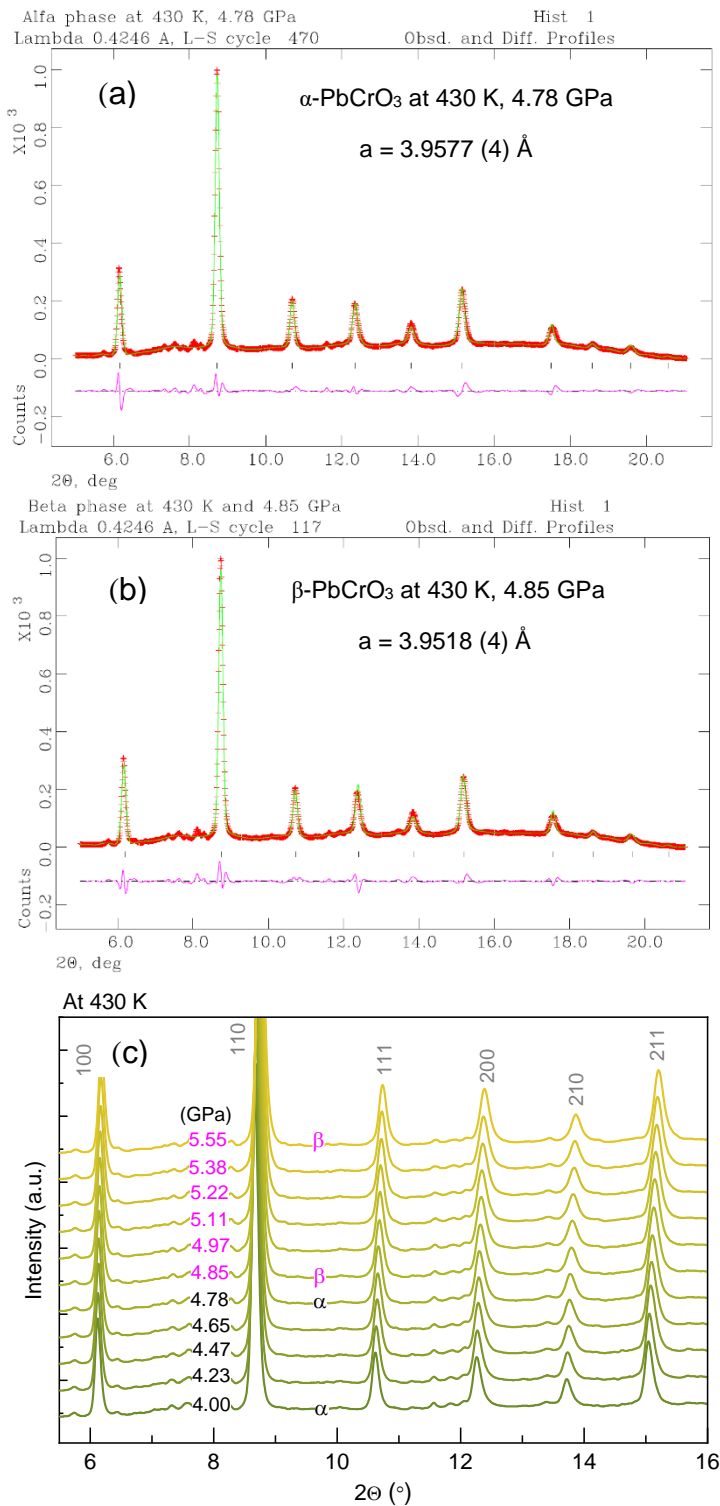 Alfa phase at 430 K, 4.78 GPa Hist 1
Lambda 0.4246 A, L-S cycle 470 Obsd. and Diff. Profiles
(a)
α-PbCrO₃ at 430 K, 4.78 GPa
a = 3.9577 (4) Å
X10 3
Counts
1.0
0.8
0.6
0.4
0.2
0.0
-0.2
6.0 8.0 10.0 12.0 14.0 16.0 18.0 20.0
2Θ, deg
Beta phase at 430 K and 4.85 GPa Hist 1
Lambda 0.4246 A, L-S cycle 117 Obsd. and Diff. Profiles
(b)
β-PbCrO₃ at 430 K, 4.85 GPa
a = 3.9518 (4) Å
X10 3
Counts
1.0
0.8
0.6
0.4
0.2
0.0
-0.2
6.0 8.0 10.0 12.0 14.0 16.0 18.0 20.0
2Θ, deg
At 430 K
(c)
100
110
111
200
210
211
(GPa)
5.55 β
5.38
5.22
5.11
4.97
4.85 β
4.78 α
4.65
4.47
4.23
4.00 α
Intensity (a.u.)
6 8 10 12 14 16
2Θ (°)